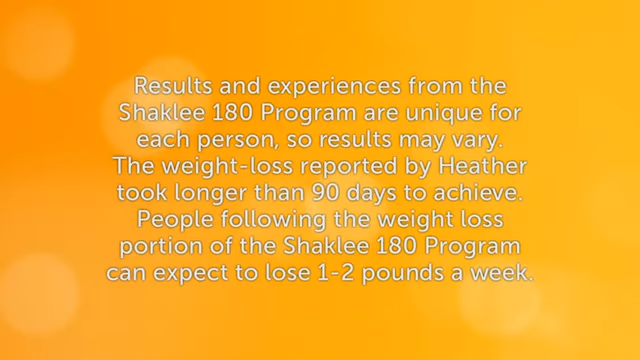 Results and experiences from the
Shaklee 180 Program are unique for
each person, so results may vary.
The weight-loss reported by Heather
took longer than 90 days to achieve.
People following the weight loss
portion of the Shaklee 180 Program
can expect to lose 1-2 pounds a week.